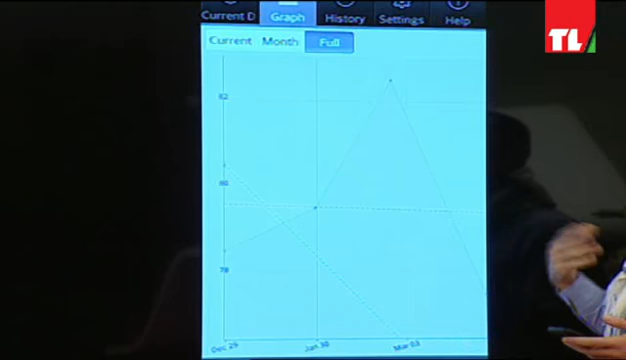 Current D Graph History Settings Help
TL
Current Month Full
82
80
78
Dec 29 Jan 30 Mar 03